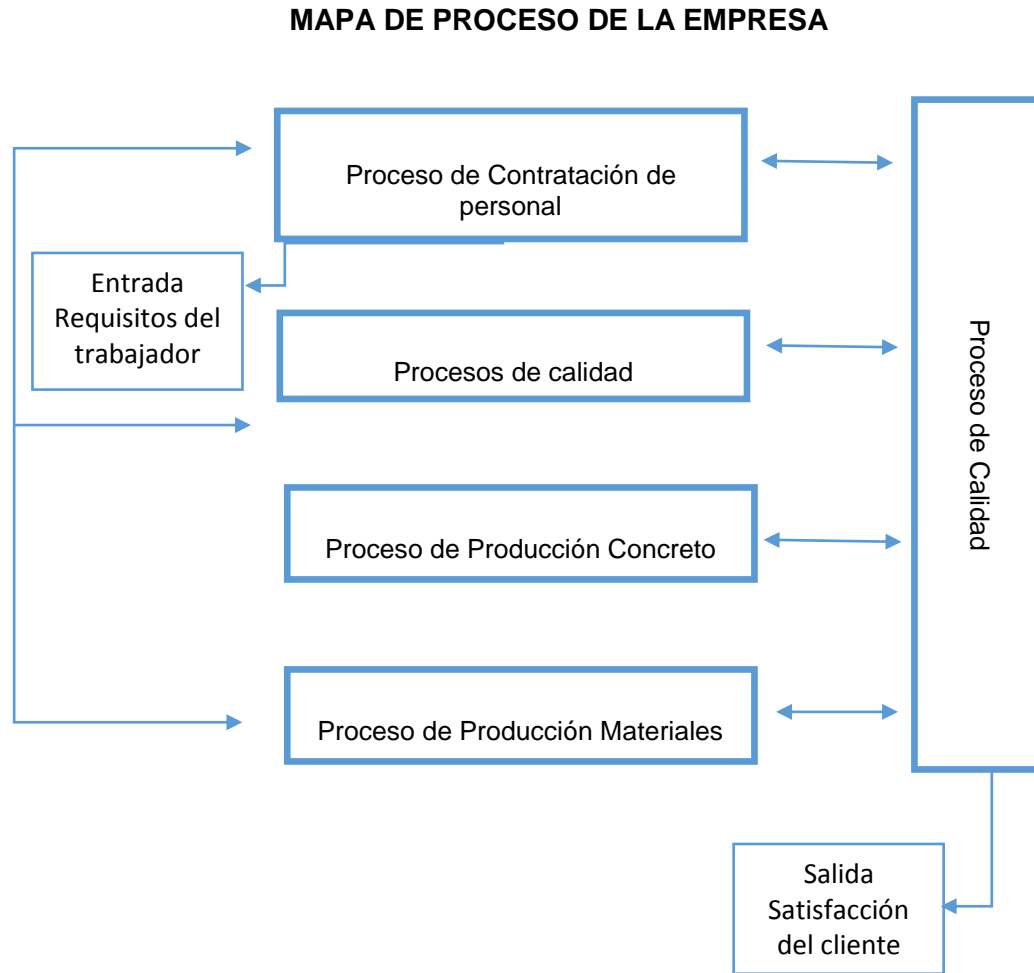 MAPA DE PROCESO DE LA EMPRESA
Proceso de Contratación de
personal
Entrada
Requisitos del
trabajador
Procesos de calidad
Proceso de Producción Concreto
Proceso de Producción Materiales
Proceso de Calidad
Salida
Satisfacción
del cliente